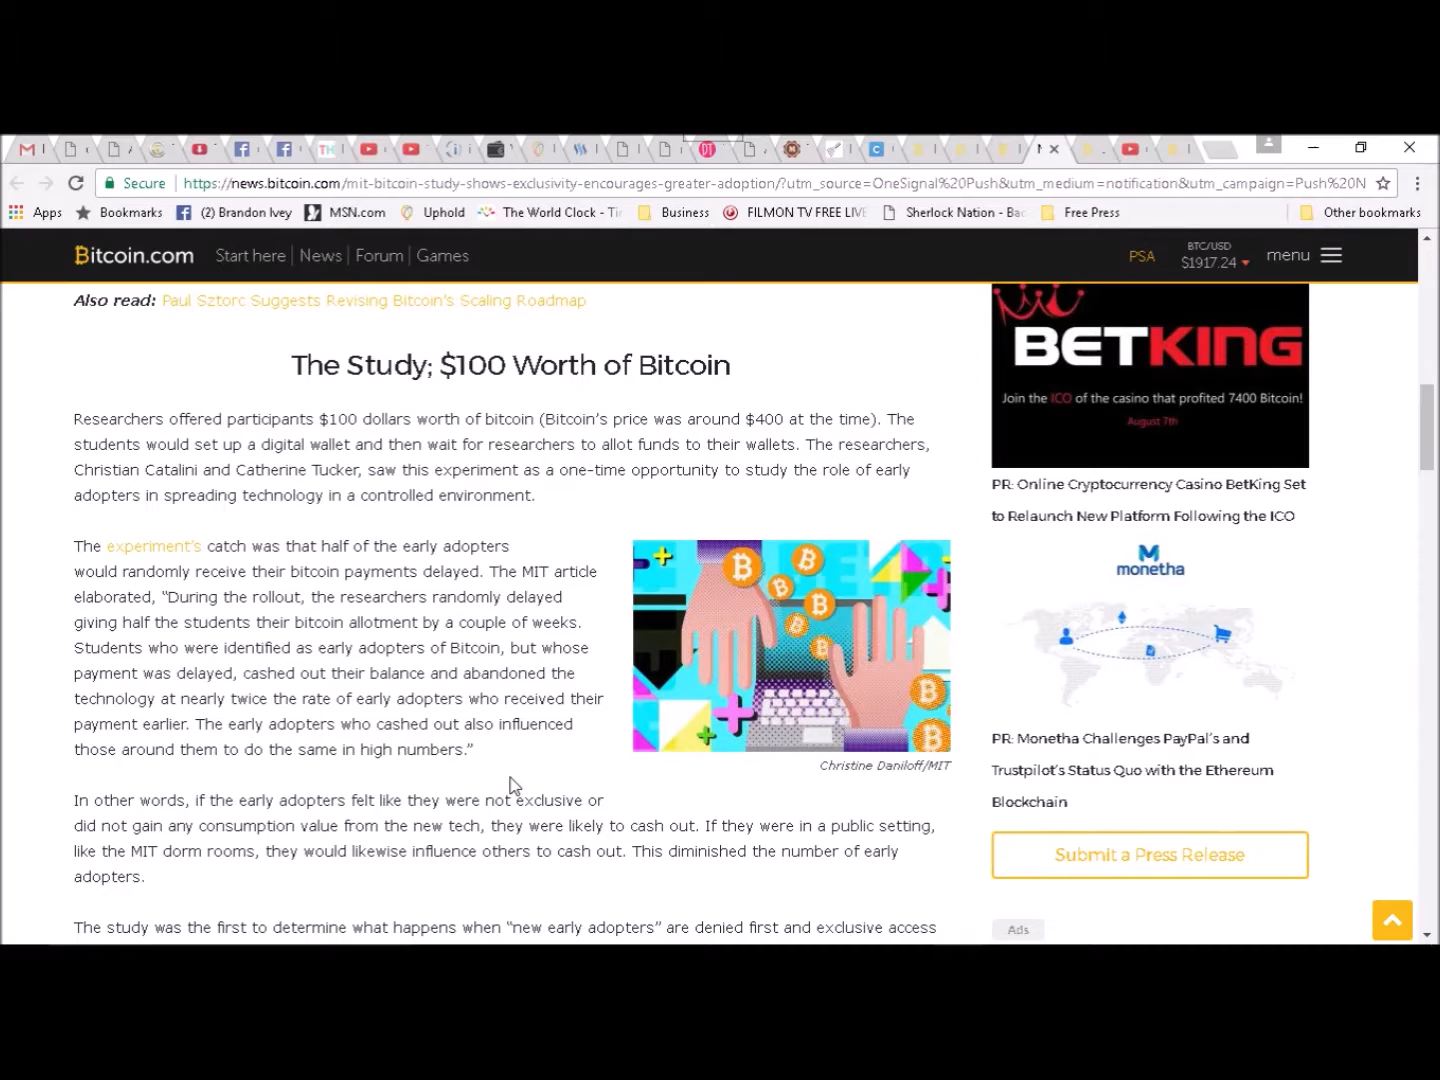 Secure
https://news.bitcoin.com/mit-bitcoin-study-shows-exclusivity-encourages-greater-adoption/?utm_source=OneSignal%20Push&utm_medium=notification&utm_campaign=Push%20N
Apps Bookmarks (2) Brandon Ivey MSN.com Uphold The World Clock - Tir Business FILMON TV FREE LIVE Sherlock Nation - Bac Free Press Other bookmarks
Bitcoin.com Start here | News | Forum | Games PSA BTC/USD $1917.24 menu
Also read: Paul Sztorc Suggests Revising Bitcoin's Scaling Roadmap
The Study; $100 Worth of Bitcoin
Researchers offered participants $100 dollars worth of bitcoin (Bitcoin's price was around $400 at the time). The
students would set up a digital wallet and then wait for researchers to allot funds to their wallets. The researchers,
Christian Catalini and Catherine Tucker, saw this experiment as a one-time opportunity to study the role of early
adopters in spreading technology in a controlled environment.
The experiment's catch was that half of the early adopters
would randomly receive their bitcoin payments delayed. The MIT article
elaborated, “During the rollout, the researchers randomly delayed
giving half the students their bitcoin allotment by a couple of weeks.
Students who were identified as early adopters of Bitcoin, but whose
payment was delayed, cashed out their balance and abandoned the
technology at nearly twice the rate of early adopters who received their
payment earlier. The early adopters who cashed out also influenced
those around them to do the same in high numbers.”
Christine Daniloff/MIT
In other words, if the early adopters felt like they were not exclusive or
did not gain any consumption value from the new tech, they were likely to cash out. If they were in a public setting,
like the MIT dorm rooms, they would likewise influence others to cash out. This diminished the number of early
adopters.
The study was the first to determine what happens when “new early adopters” are denied first and exclusive access
BETKING
Join the ICO of the casino that profited 7400 Bitcoin!
August 7th
PR: Online Cryptocurrency Casino BetKing Set
to Relaunch New Platform Following the ICO
monetha
PR: Monetha Challenges PayPal's and
Trustpilot's Status Quo with the Ethereum
Blockchain
Submit a Press Release
Ads